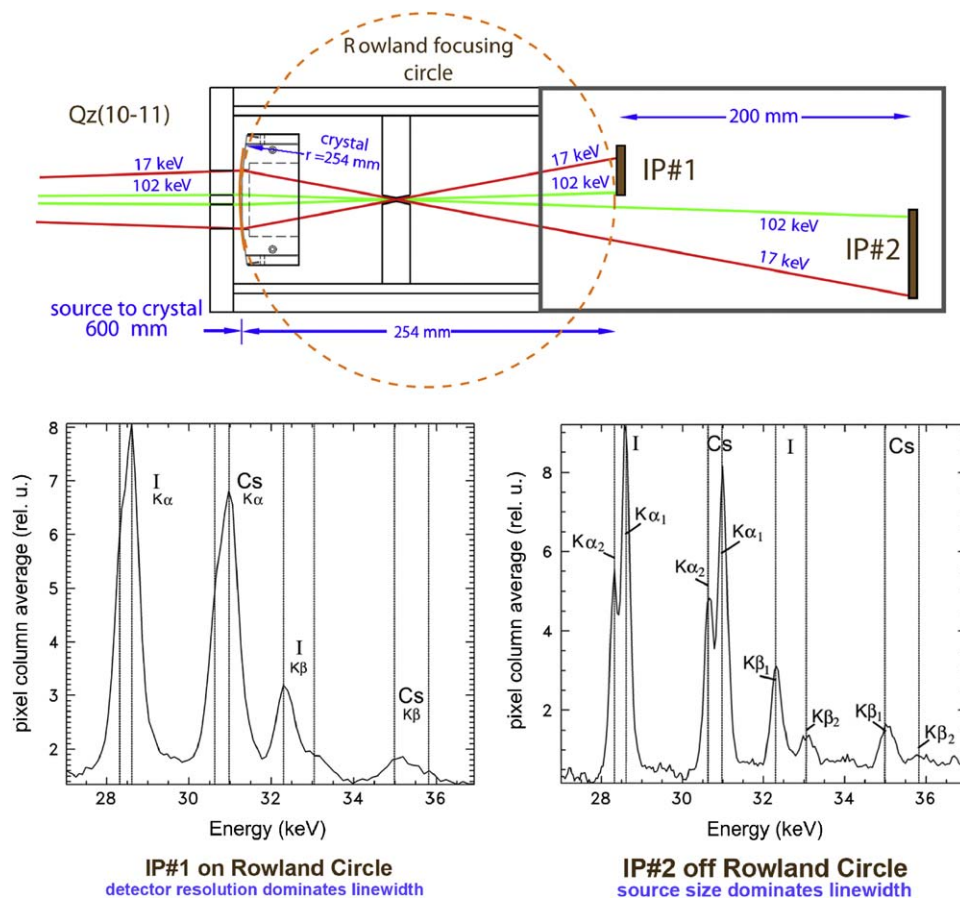 Rowland focusing
circle
Qz(10-11)
crystal
r =254 mm
200 mm
17 keV
102 keV
17 keV
102 keV
IP#1
102 keV
IP#2
17 keV
source to crystal
600 mm
254 mm
8
7
6
5
4
3
2
I
Kα
Cs
Kα
I
Kβ
Cs
Kβ
pixel column average (rel. u.)
28 30 32 34 36
Energy (keV)
IP#1 on Rowland Circle
detector resolution dominates linewidth
8
6
4
2
I
Cs
I
Cs
Kα2
Kα1
Kα2
Kα1
Kβ1
Kβ2
Kβ1
Kβ2
pixel column average (rel. u.)
28 30 32 34 36
Energy (keV)
IP#2 off Rowland Circle
source size dominates linewidth